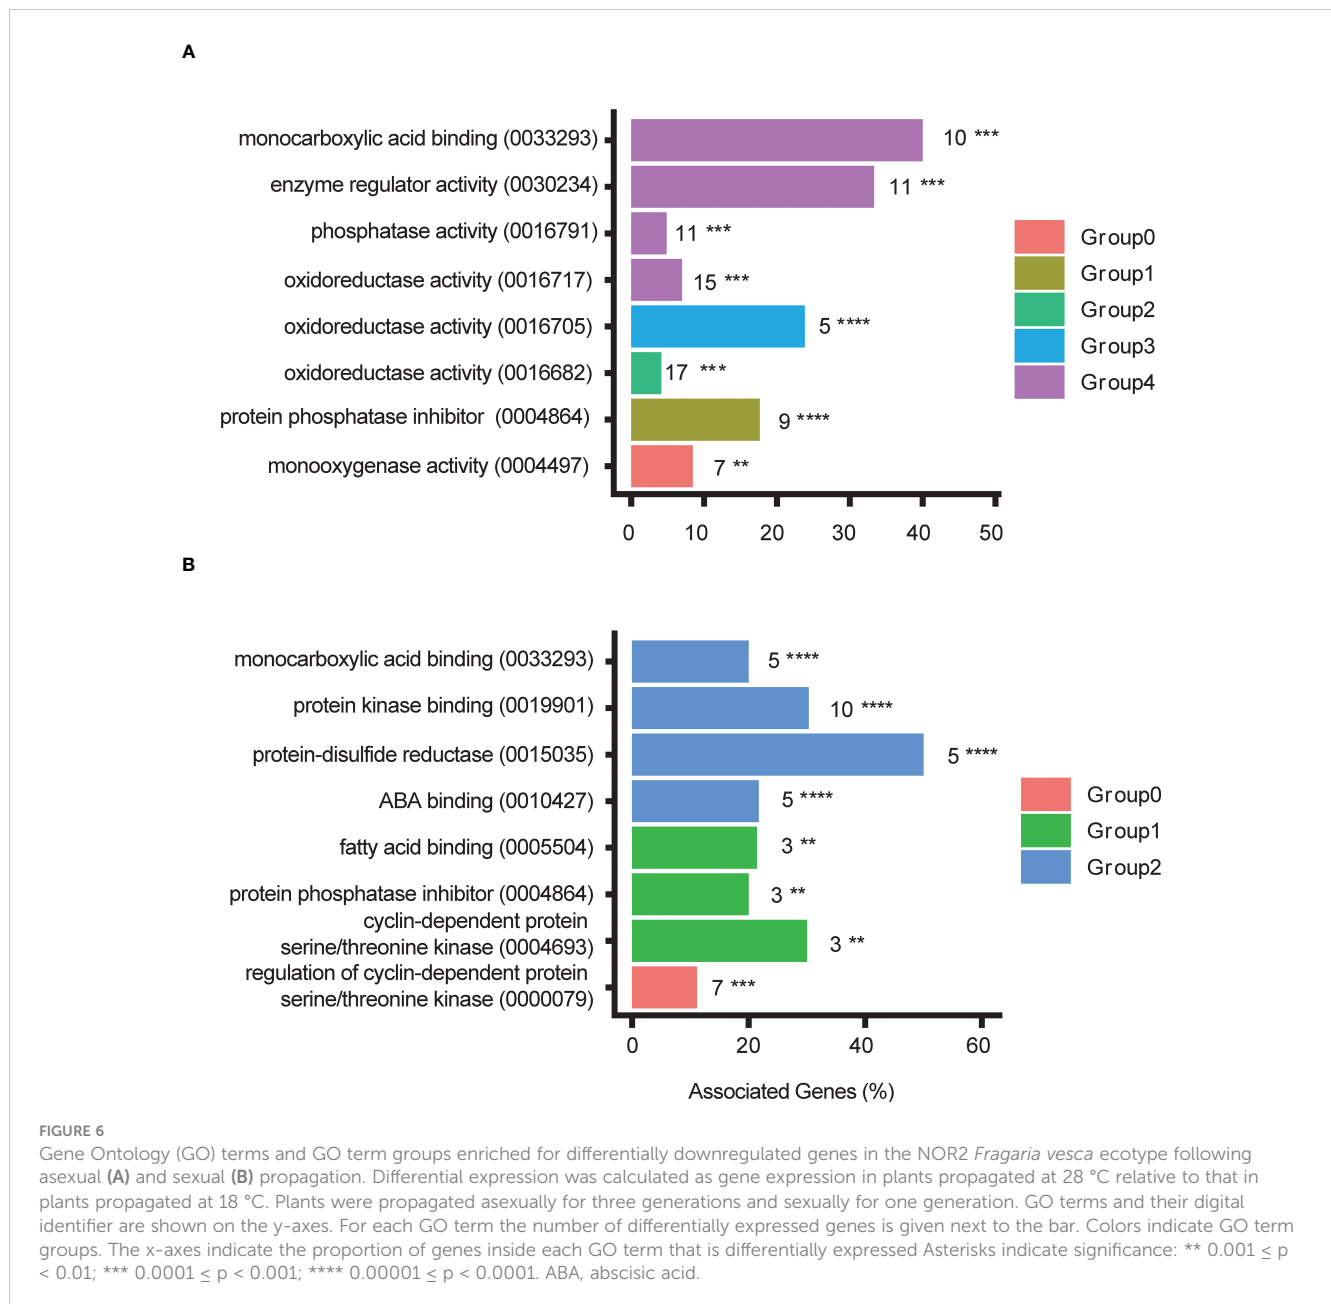 A
monocarboxylic acid binding (0033293)
10 ***
enzyme regulator activity (0030234)
11 ***
phosphatase activity (0016791)
11 ***
oxidoreductase activity (0016717)
15 ***
oxidoreductase activity (0016705)
5 ****
oxidoreductase activity (0016682)
17 ***
protein phosphatase inhibitor (0004864)
9 ****
monooxygenase activity (0004497)
7 **
0 10 20 30 40 50
Group0
Group1
Group2
Group3
Group4
B
monocarboxylic acid binding (0033293)
5 ****
protein kinase binding (0019901)
10 ****
protein-disulfide reductase (0015035)
5 ****
ABA binding (0010427)
5 ****
fatty acid binding (0005504)
3 **
protein phosphatase inhibitor (0004864)
3 **
cyclin-dependent protein
serine/threonine kinase (0004693)
3 **
regulation of cyclin-dependent protein
serine/threonine kinase (0000079)
7 ***
0 20 40 60
Associated Genes (%)
Group0
Group1
Group2
FIGURE 6
Gene Ontology (GO) terms and GO term groups enriched for differentially downregulated genes in the NOR2 Fragaria vesca ecotype following
asexual (A) and sexual (B) propagation. Differential expression was calculated as gene expression in plants propagated at 28 °C relative to that in
plants propagated at 18 °C. Plants were propagated asexually for three generations and sexually for one generation. GO terms and their digital
identifier are shown on the y-axes. For each GO term the number of differentially expressed genes is given next to the bar. Colors indicate GO term
groups. The x-axes indicate the proportion of genes inside each GO term that is differentially expressed Asterisks indicate significance: ** 0.001 ≤ p
< 0.01; *** 0.0001 ≤ p < 0.001; **** 0.00001 ≤ p < 0.0001. ABA, abscisic acid.